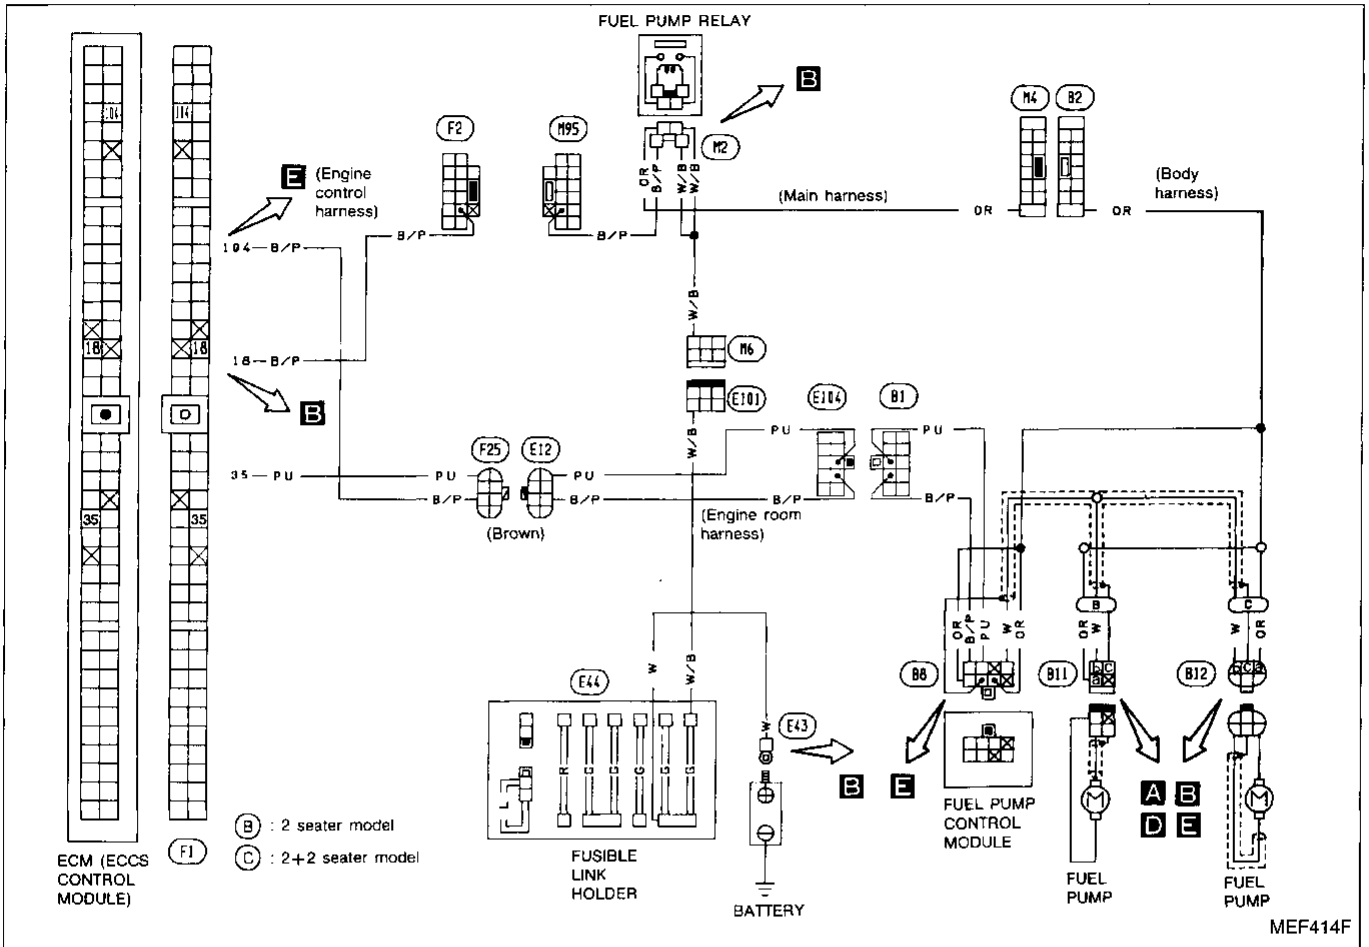 FUEL PUMP RELAY
B
M4
B2
F2
M95
M2
104
104
E
(Engine
control
harness)
OR
B/P
W/B
W/B
(Main harness)
(Body
harness)
OR
OR
B/P
B/P
104 B/P
W/B
18
18
18 B/P
M6
B
E101
E104
B1
PU
PU
F25
E12
W/B
35 PU
PU
PU
B/P
B/P
B/P
B/P
(Brown)
(Engine room
harness)
35
35
B
C
OR
B/P
PU
W
OR
OR
W
W
OR
W
W/B
B8
B11
B12
b
c
a
b
c
a
E44
W
E43
R
G
G
G
G
G
L
B
E
A
B
D
E
M
M
B : 2 seater model
C : 2+2 seater model
F1
ECM (ECCS
CONTROL
MODULE)
FUSIBLE
LINK
HOLDER
BATTERY
FUEL PUMP
CONTROL
MODULE
FUEL
PUMP
FUEL
PUMP
MEF414F